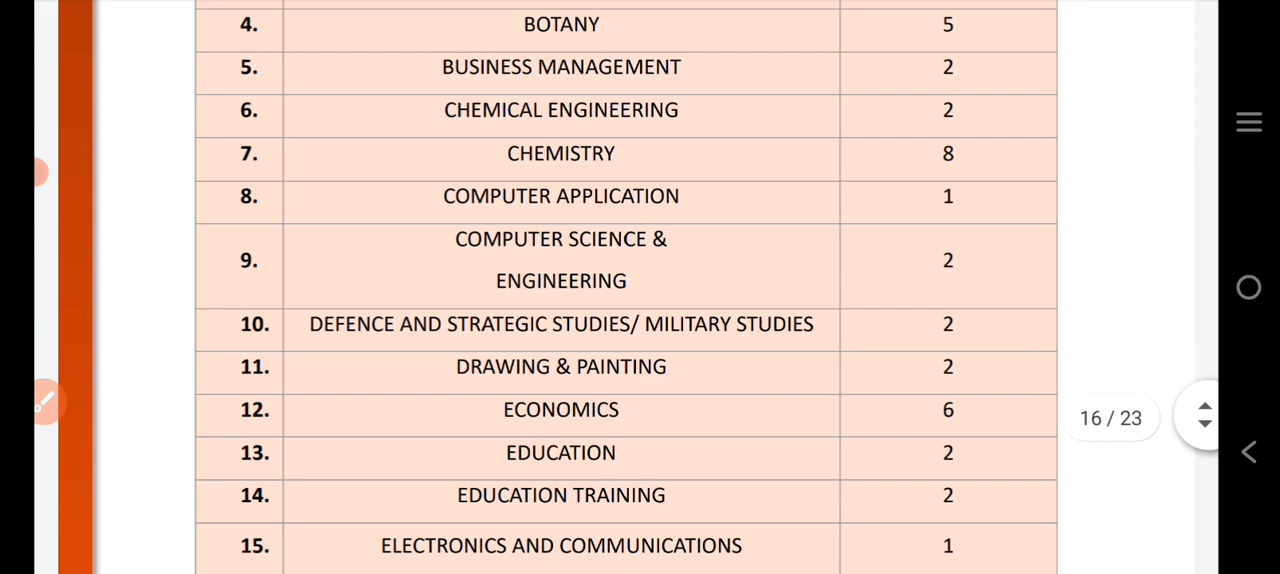 4. BOTANY 5
5. BUSINESS MANAGEMENT 2
6. CHEMICAL ENGINEERING 2
7. CHEMISTRY 8
8. COMPUTER APPLICATION 1
COMPUTER SCIENCE &
9. 2
ENGINEERING
10. DEFENCE AND STRATEGIC STUDIES/ MILITARY STUDIES 2
11. DRAWING & PAINTING 2
12. ECONOMICS 6
16 / 23
13. EDUCATION 2
14. EDUCATION TRAINING 2
15. ELECTRONICS AND COMMUNICATIONS 1